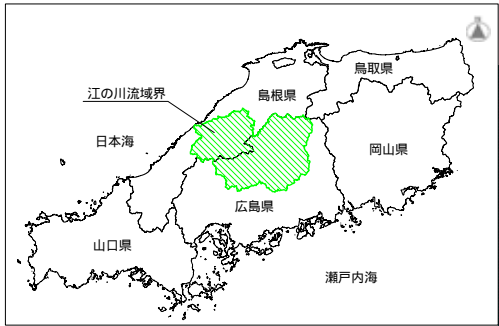 鳥取県
江の川流域界
島根県
日本海
岡山県
広島県
山口県
瀬戸内海